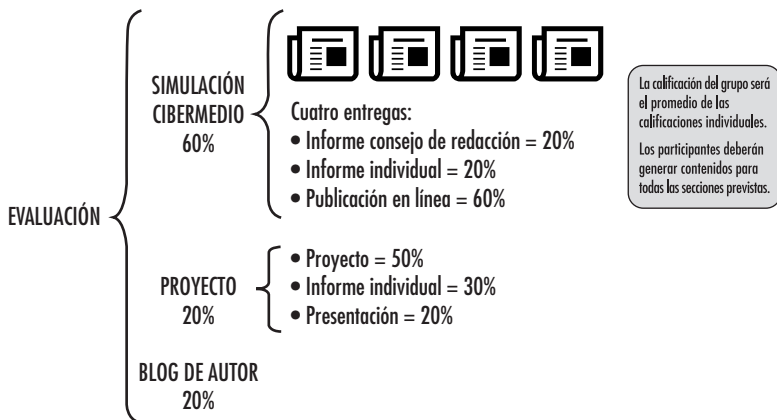 EVALUACIÓN
SIMULACIÓN
CIBERMEDIO
60%
Cuatro entregas:
• Informe consejo de redacción = 20%
• Informe individual = 20%
• Publicación en línea = 60%
La calificación del grupo será
el promedio de las
calificaciones individuales.
Los participantes deberán
generar contenidos para
todas las secciones previstas.
PROYECTO
20%
• Proyecto = 50%
• Informe individual = 30%
• Presentación = 20%
BLOG DE AUTOR
20%